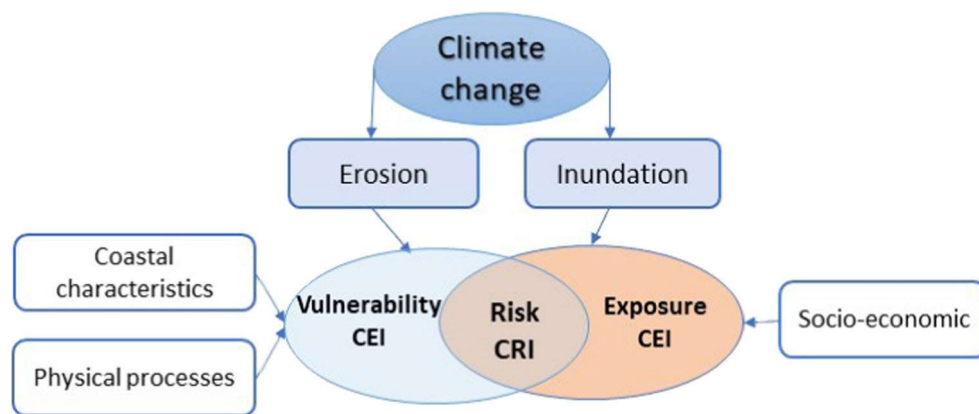 Climate
change
Erosion
Inundation
Coastal
characteristics
Physical processes
Vulnerability
CEI
Risk
CRI
Exposure
CEI
Socio-economic